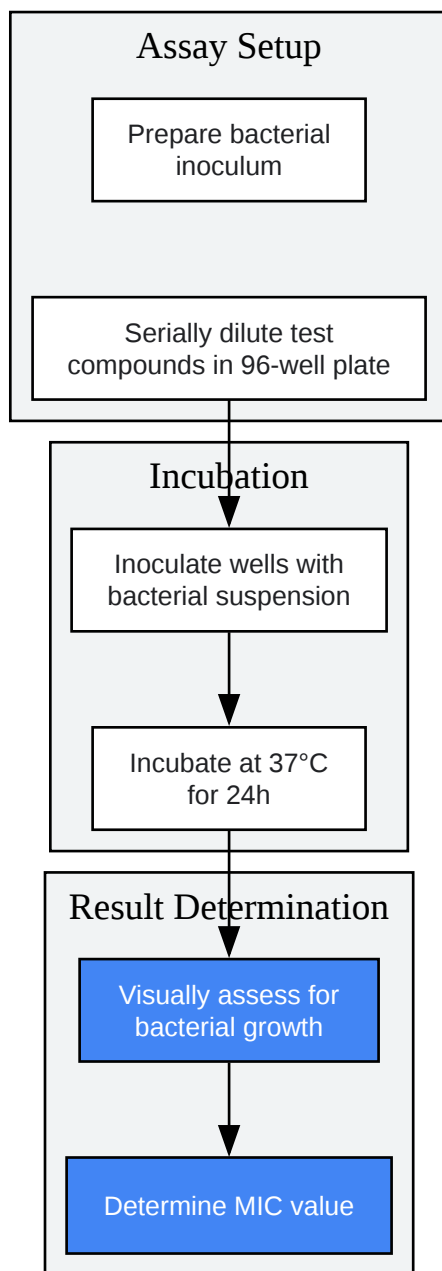 Assay Setup
Prepare bacterial
inoculum
Serially dilute test
compounds in 96-well plate
Incubation
Inoculate wells with
bacterial suspension
Incubate at 37°C
for 24h
Result Determination
Visually assess for
bacterial growth
Determine MIC value